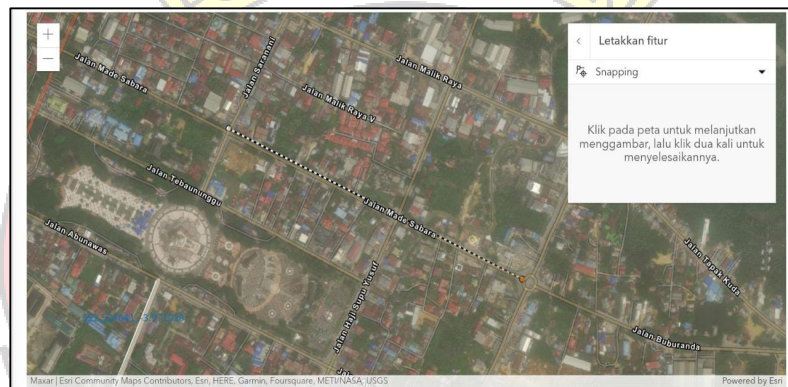 +
−
Letakkan fitur
Snapping
Klik pada peta untuk melanjutkan
menggambar, lalu klik dua kali untuk
menyelesaikannya.
Jalan Made Sabara
Jalan Saranani
Jalan Malik Raya
Jalan Malik Raya V
Jalan Tebaununggu
Jalan Made Sabara
Jalan Abunawas
Jalan Haji Supu Yusuf
Jalan Tapak Kuda
Jalan Buburanda
Maxar | Esri Community Maps Contributors, Esri, HERE, Garmin, Foursquare, METI/NASA, USGS
Powered by Esri